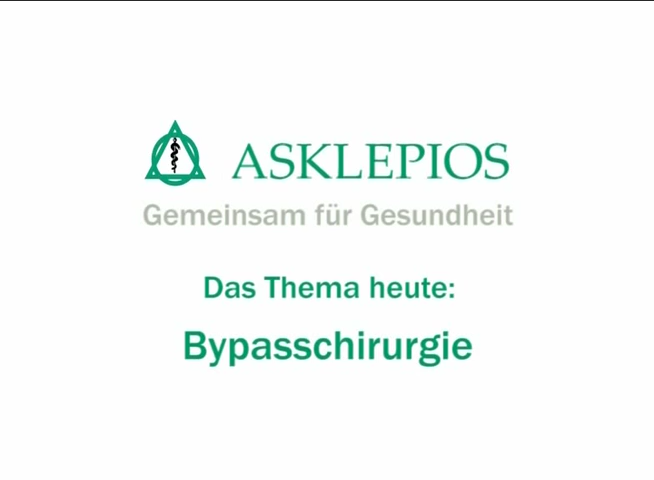 ASKLEPIOS
Gemeinsam für Gesundheit
Das Thema heute:
Bypasschirurgie